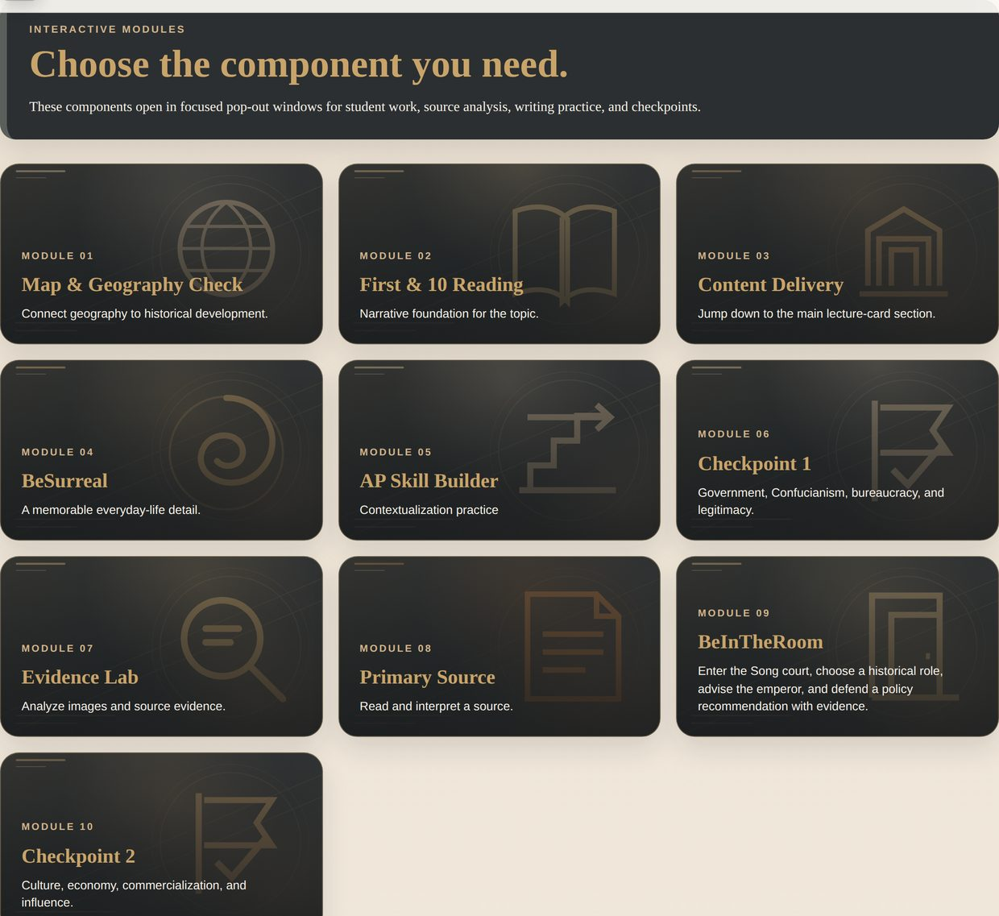 INTERACTIVE MODULES
Choose the component you need.
These components open in focused pop-out windows for student work, source analysis, writing practice, and checkpoints.
MODULE 01
Map & Geography Check
Connect geography to historical development.
MODULE 02
First & 10 Reading
Narrative foundation for the topic.
MODULE 03
Content Delivery
Jump down to the main lecture-card section.
MODULE 04
BeSurreal
A memorable everyday-life detail.
MODULE 05
AP Skill Builder
Contextualization practice
MODULE 06
Checkpoint 1
Government, Confucianism, bureaucracy, and
legitimacy.
MODULE 07
Evidence Lab
Analyze images and source evidence.
MODULE 08
Primary Source
Read and interpret a source.
MODULE 09
BeInTheRoom
Enter the Song court, choose a historical role,
advise the emperor, and defend a policy
recommendation with evidence.
MODULE 10
Checkpoint 2
Culture, economy, commercialization, and
influence.